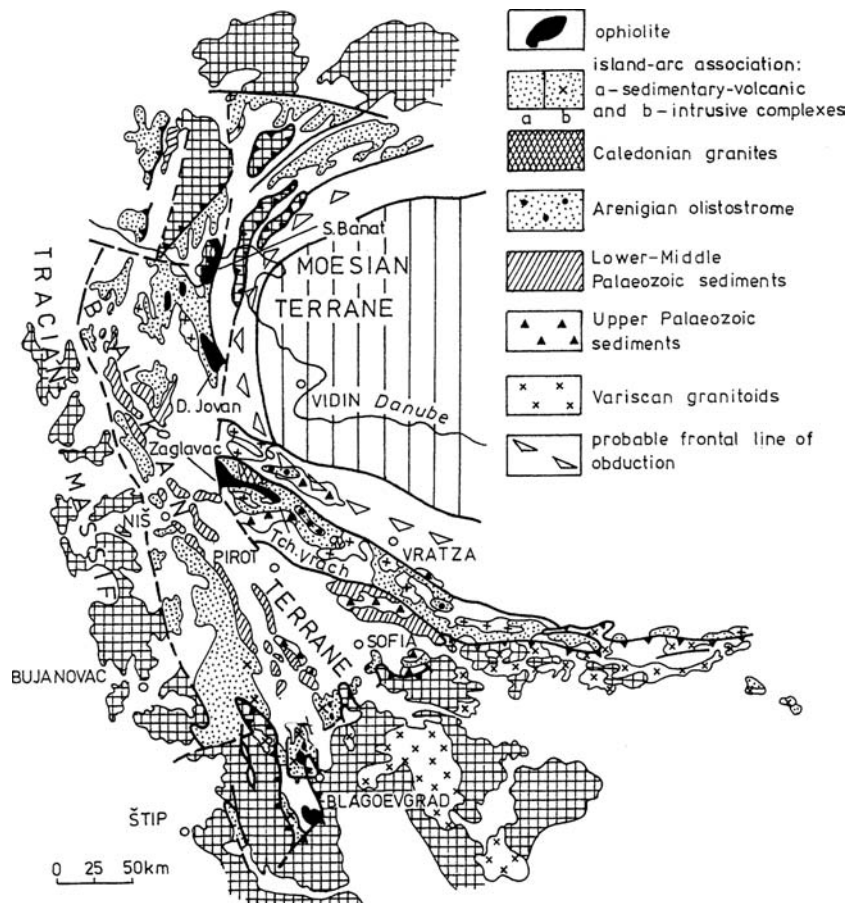 ophiolite
island-arc association:
a-sedimentary-volcanic
and b-intrusive complexes
a b
Caledonian granites
Arenigian olistostrome
Lower-Middle
Palaeozoic sediments
Upper Palaeozoic
sediments
Variscan granitoids
probable frontal line of
obduction
S.Banat
MOESIAN
TERRANE
TRACIAN MASSIF
BALKAN TERRANE
VIDIN Danube
D. Jovan
Zaglavac
NIŠ
PIROT
Tch. Vrach
VRATZA
SOFIA
BUJANOVAC
BLAGOEVGRAD
ŠTIP
0 25 50km